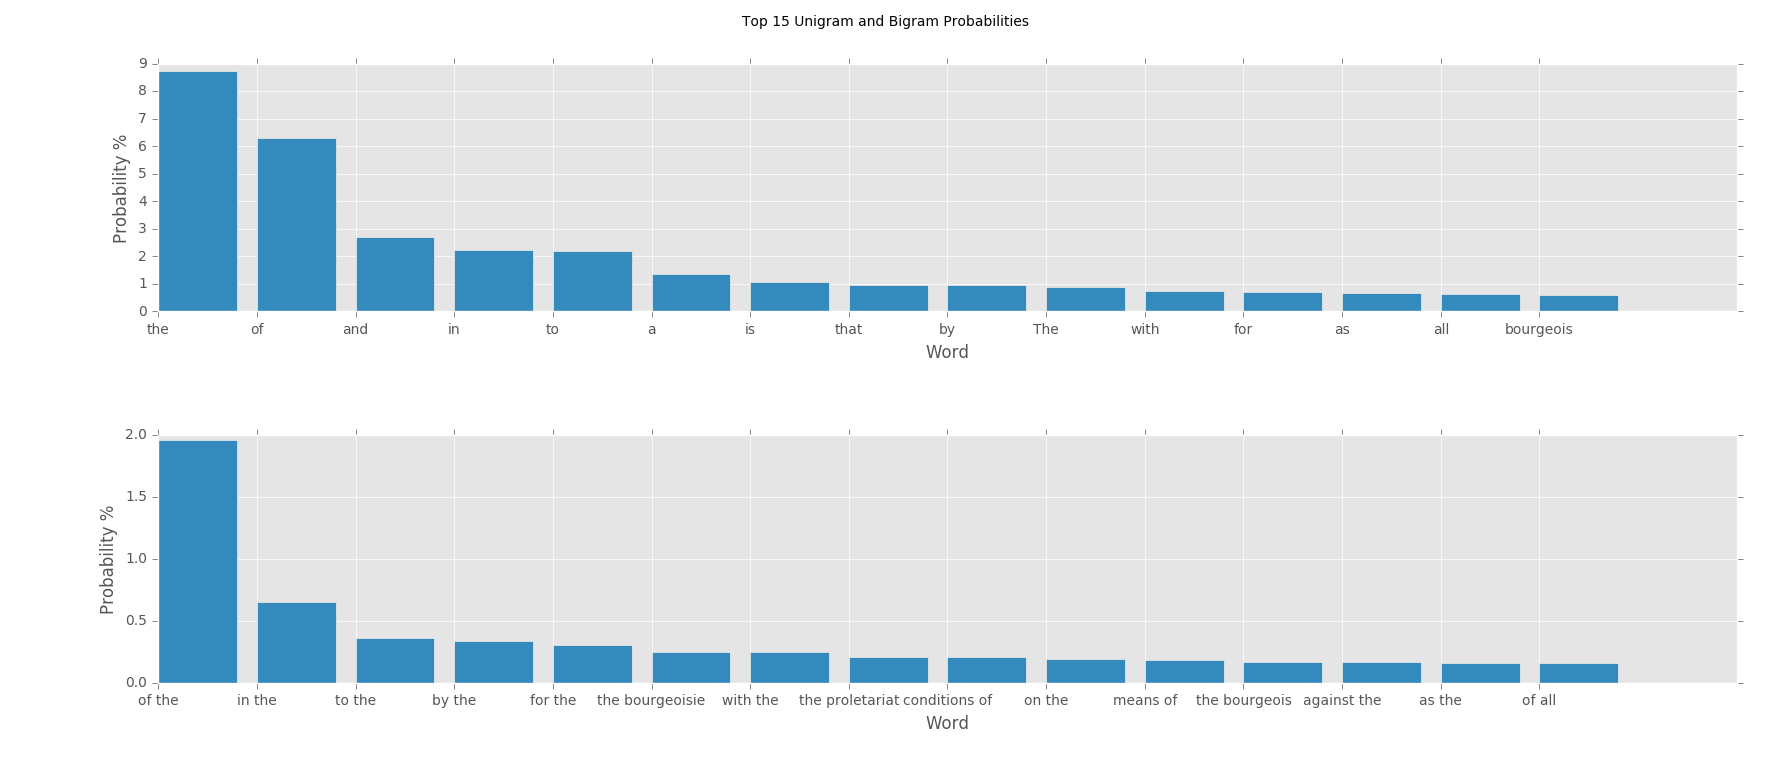 Top 15 Unigram and Bigram Probabilities
9
8
7
6
5
4
3
2
1
0
Probability %
the of and in to a is that by The with for as all bourgeois
Word
2.0
1.5
1.0
0.5
0.0
Probability %
of the in the to the by the for the the bourgeoisie with the the proletariat conditions of on the means of the bourgeois against the as the of all
Word